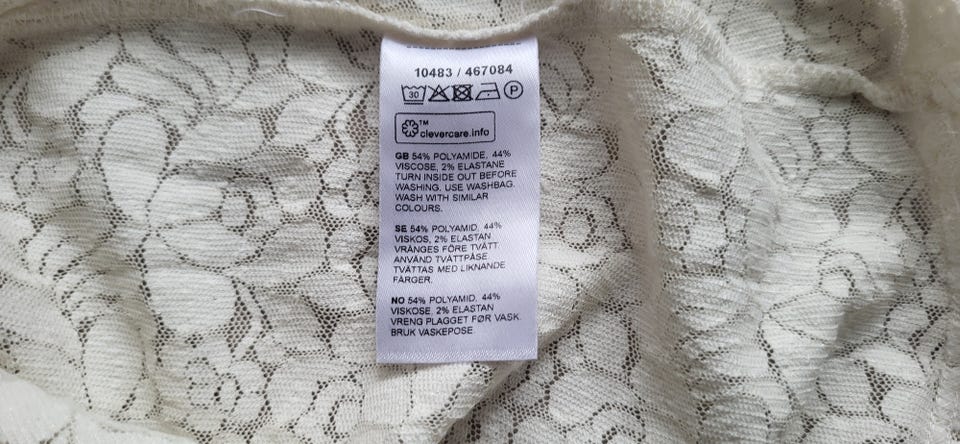 10483 / 467084
30 P
™
clevercare.info
GB 54% POLYAMIDE, 44%
VISCOSE, 2% ELASTANE
TURN INSIDE OUT BEFORE
WASHING. USE WASHBAG.
WASH WITH SIMILAR
COLOURS.
SE 54% POLYAMID, 44%
VISKOS, 2% ELASTAN
VRÄNGES FÖRE TVÄTT.
ANVÄND TVÄTTPÅSE
TVÄTTAS MED LIKNANDE
FÄRGER.
NO 54% POLYAMID, 44%
VISKOSE, 2% ELASTAN
VRENG PLAGGET FØR VASK.
BRUK VASKEPOSE